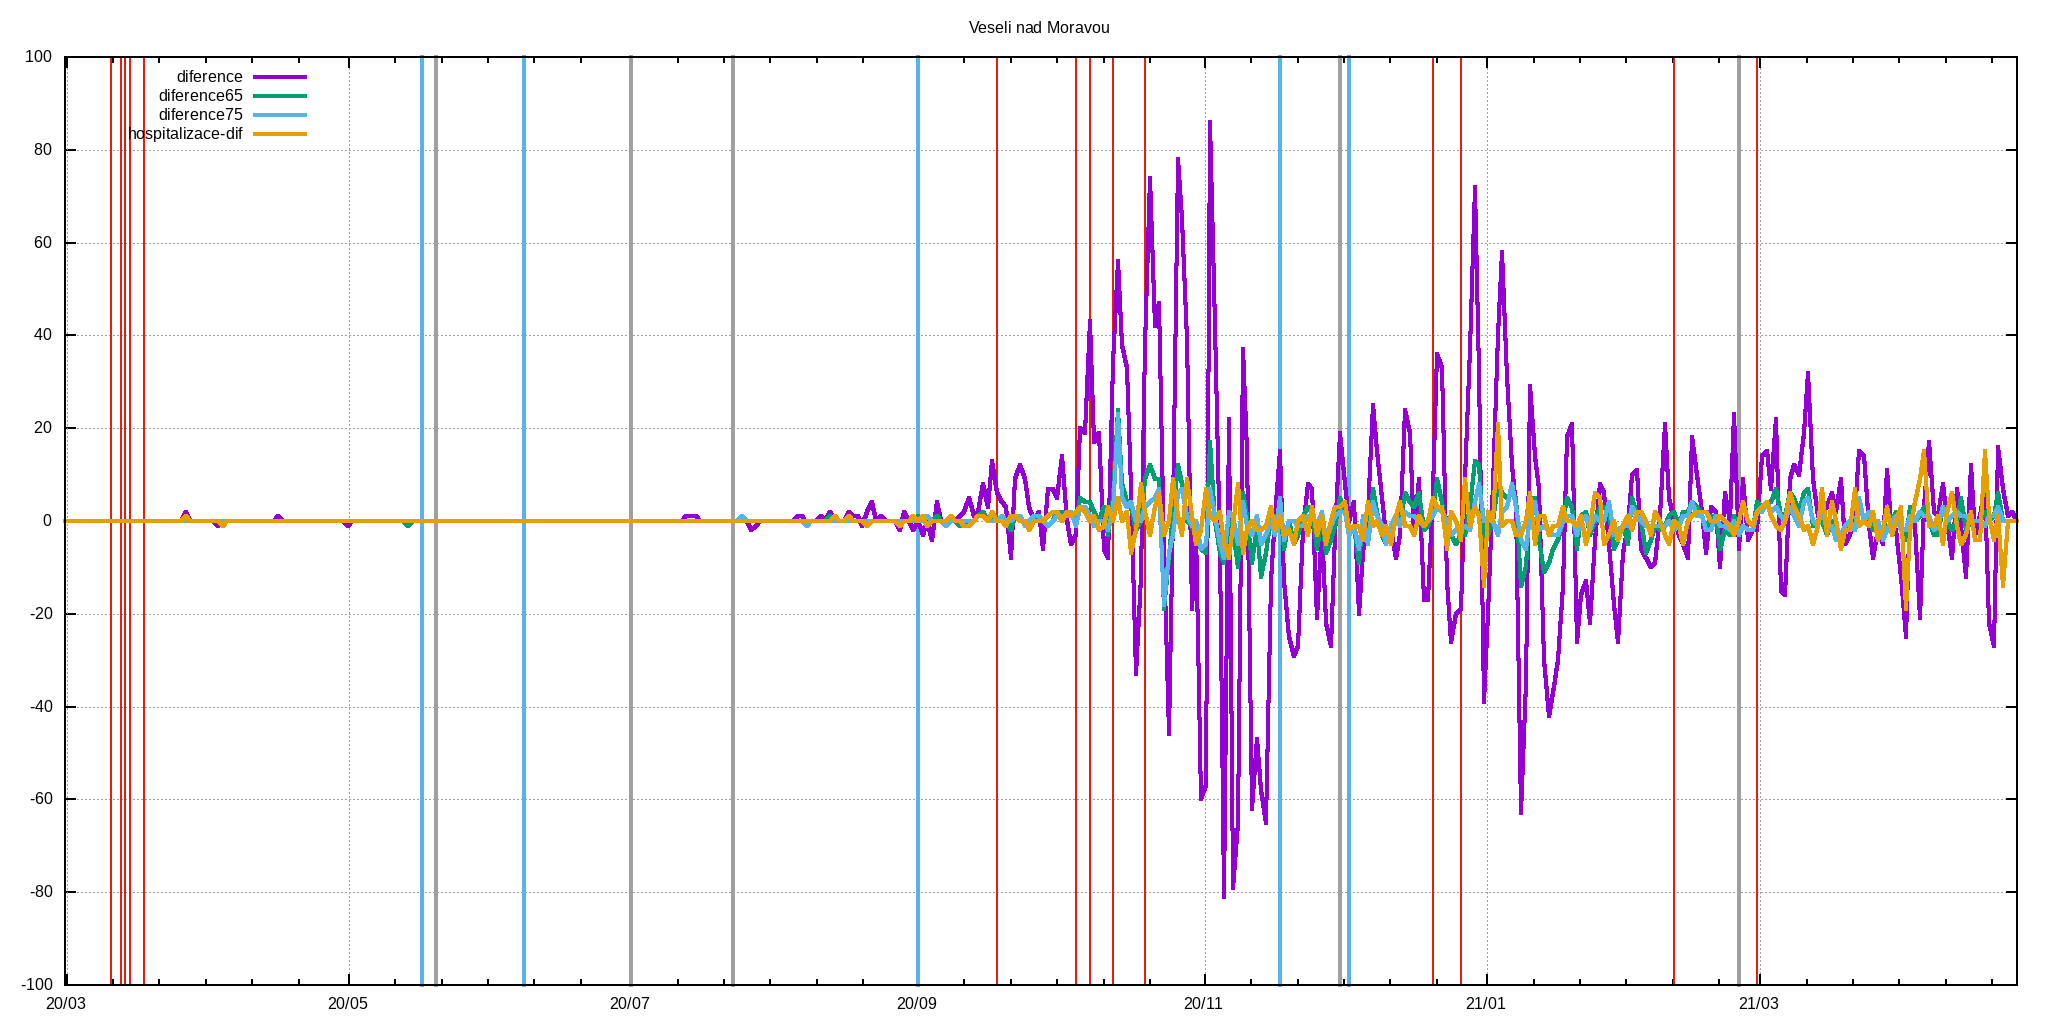 Veseli nad Moravou
100
80
60
40
20
0
-20
-40
-60
-80
-100
diference
diference65
diference75
hospitalizace-dif
20/03 20/05 20/07 20/09 20/11 21/01 21/03